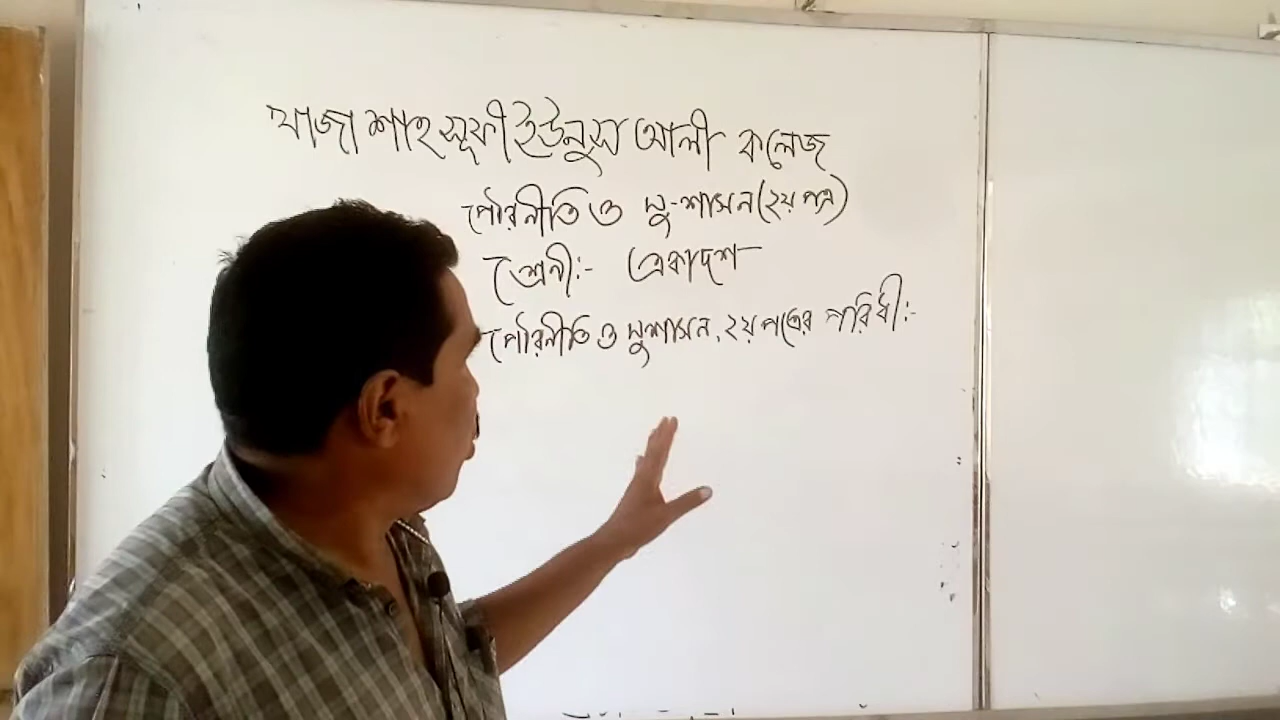 খাজা শাহ সূফী ইউনুস আলী কলেজ
পৌরনীতি ও সু-শাসন (২য় পত্র)
শ্রেনী:- একাদশ
পৌরনীতি ও সুশাসন, ২য় পত্রের পরিধী:-